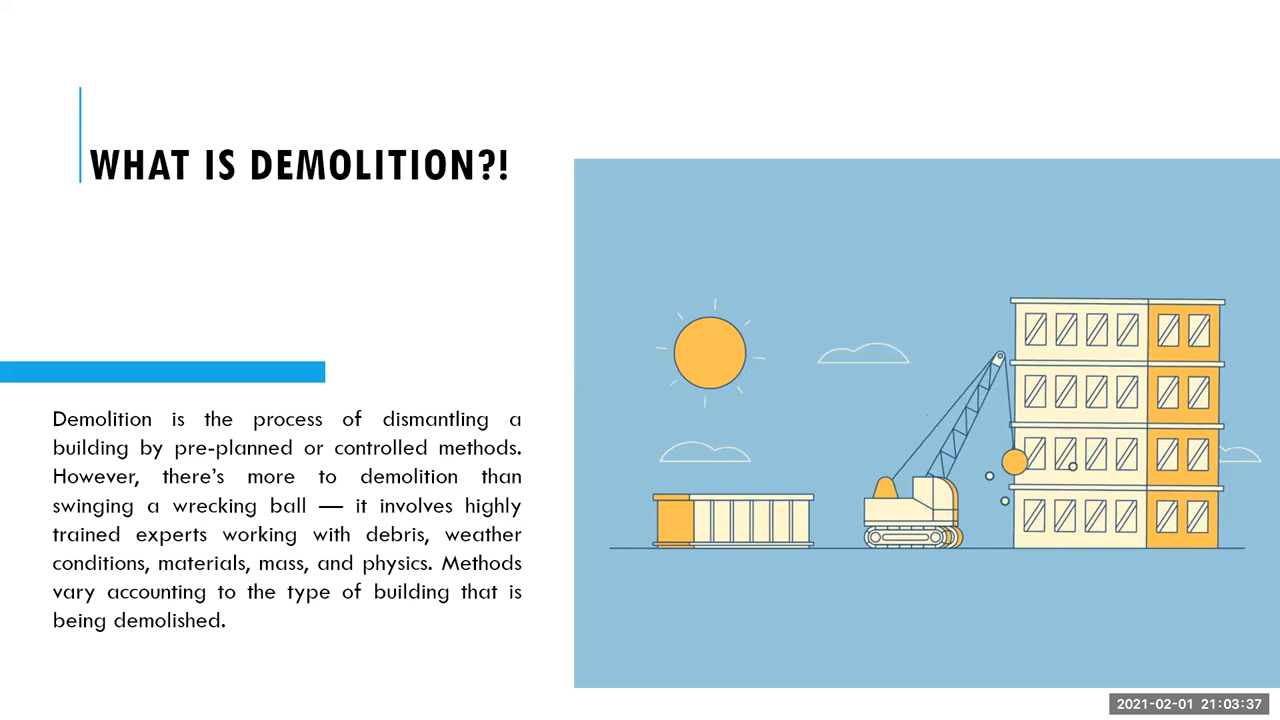 WHAT IS DEMOLITION?!
Demolition is the process of dismantling a
building by pre-planned or controlled methods.
However, there's more to demolition than
swinging a wrecking ball — it involves highly
trained experts working with debris, weather
conditions, materials, mass, and physics. Methods
vary accounting to the type of building that is
being demolished.
2021-02-01 21:03:37